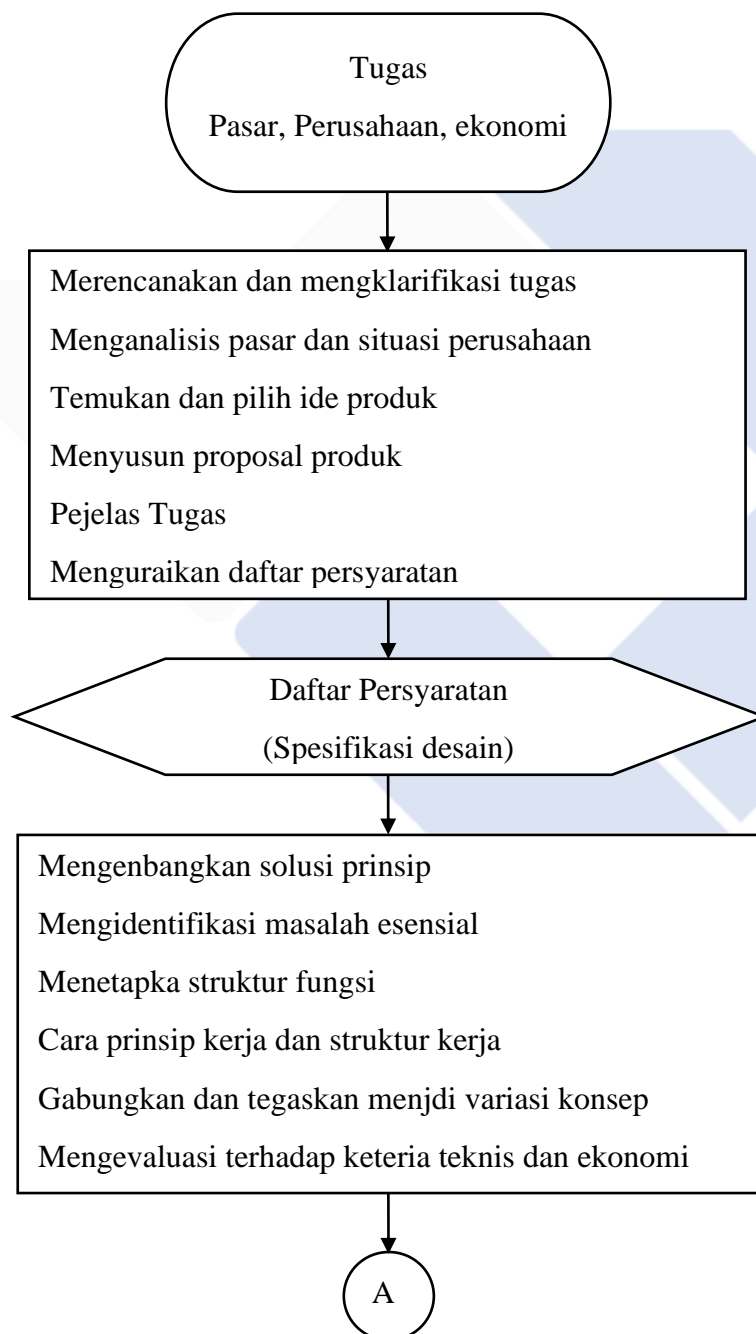 Tugas
Pasar, Perusahaan, ekonomi
Merencanakan dan mengklarifikasi tugas
Menganalisis pasar dan situasi perusahaan
Temukan dan pilih ide produk
Menyusun proposal produk
Pejelas Tugas
Menguraikan daftar persyaratan
Daftar Persyaratan
(Spesifikasi desain)
Mengenbangkan solusi prinsip
Mengidentifikasi masalah esensial
Menetapka struktur fungsi
Cara prinsip kerja dan struktur kerja
Gabungkan dan tegaskan menjdi variasi konsep
Mengevaluasi terhadap keteria teknis dan ekonomi
A